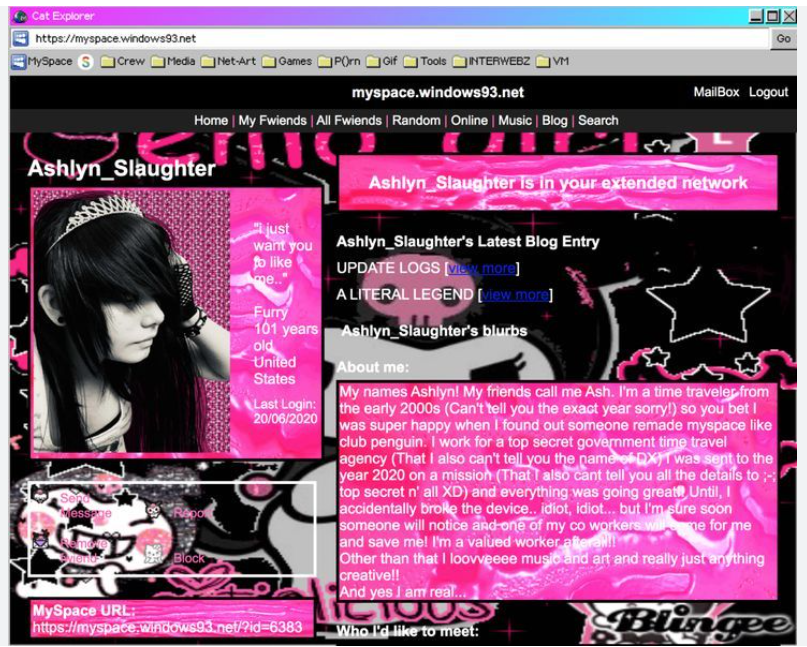 Cat Explorer
https://myspace.windows93.net
Go
MySpace
Crew
Media
Net-Art
Games
P()rn
Gif
Tools
INTERWEBZ
VM
myspace.windows93.net
MailBox Logout
Home | My Fwiends | All Fwiends | Random | Online | Music | Blog | Search
Ashlyn_Slaughter
"i just
want you
to like
me.."
Furry
101 years
old
United
States
Last Login:
20/06/2020
Send
Message
Report
Remove
Block
MySpace URL:
https://myspace.windows93.net/?id=6383
Ashlyn_Slaughter is in your extended network
Ashlyn_Slaughter's Latest Blog Entry
UPDATE LOGS [view more]
A LITERAL LEGEND [view more]
Ashlyn_Slaughter's blurbs
About me:
My names Ashlyn! My friends call me Ash. I'm a time traveler from
the early 2000s (Can't tell you the exact year sorry!) so you bet I
was super happy when I found out someone remade myspace like
club penguin. I work for a top secret government time travel
agency (That I also can't tell you the name of DX) I was sent to the
year 2020 on a mission (That I also cant tell you all the details to ;-;
top secret n' all XD) and everything was going great!! Until, I
accidentally broke the device.. idiot, idiot... but I'm sure soon
someone will notice and one of my co workers will come for me
and save me! I'm a valued worker afterall!!!
Other than that I loovveeee music and art and really just anything
creative!!
And yes I am real...
Who I'd like to meet:
Blingee